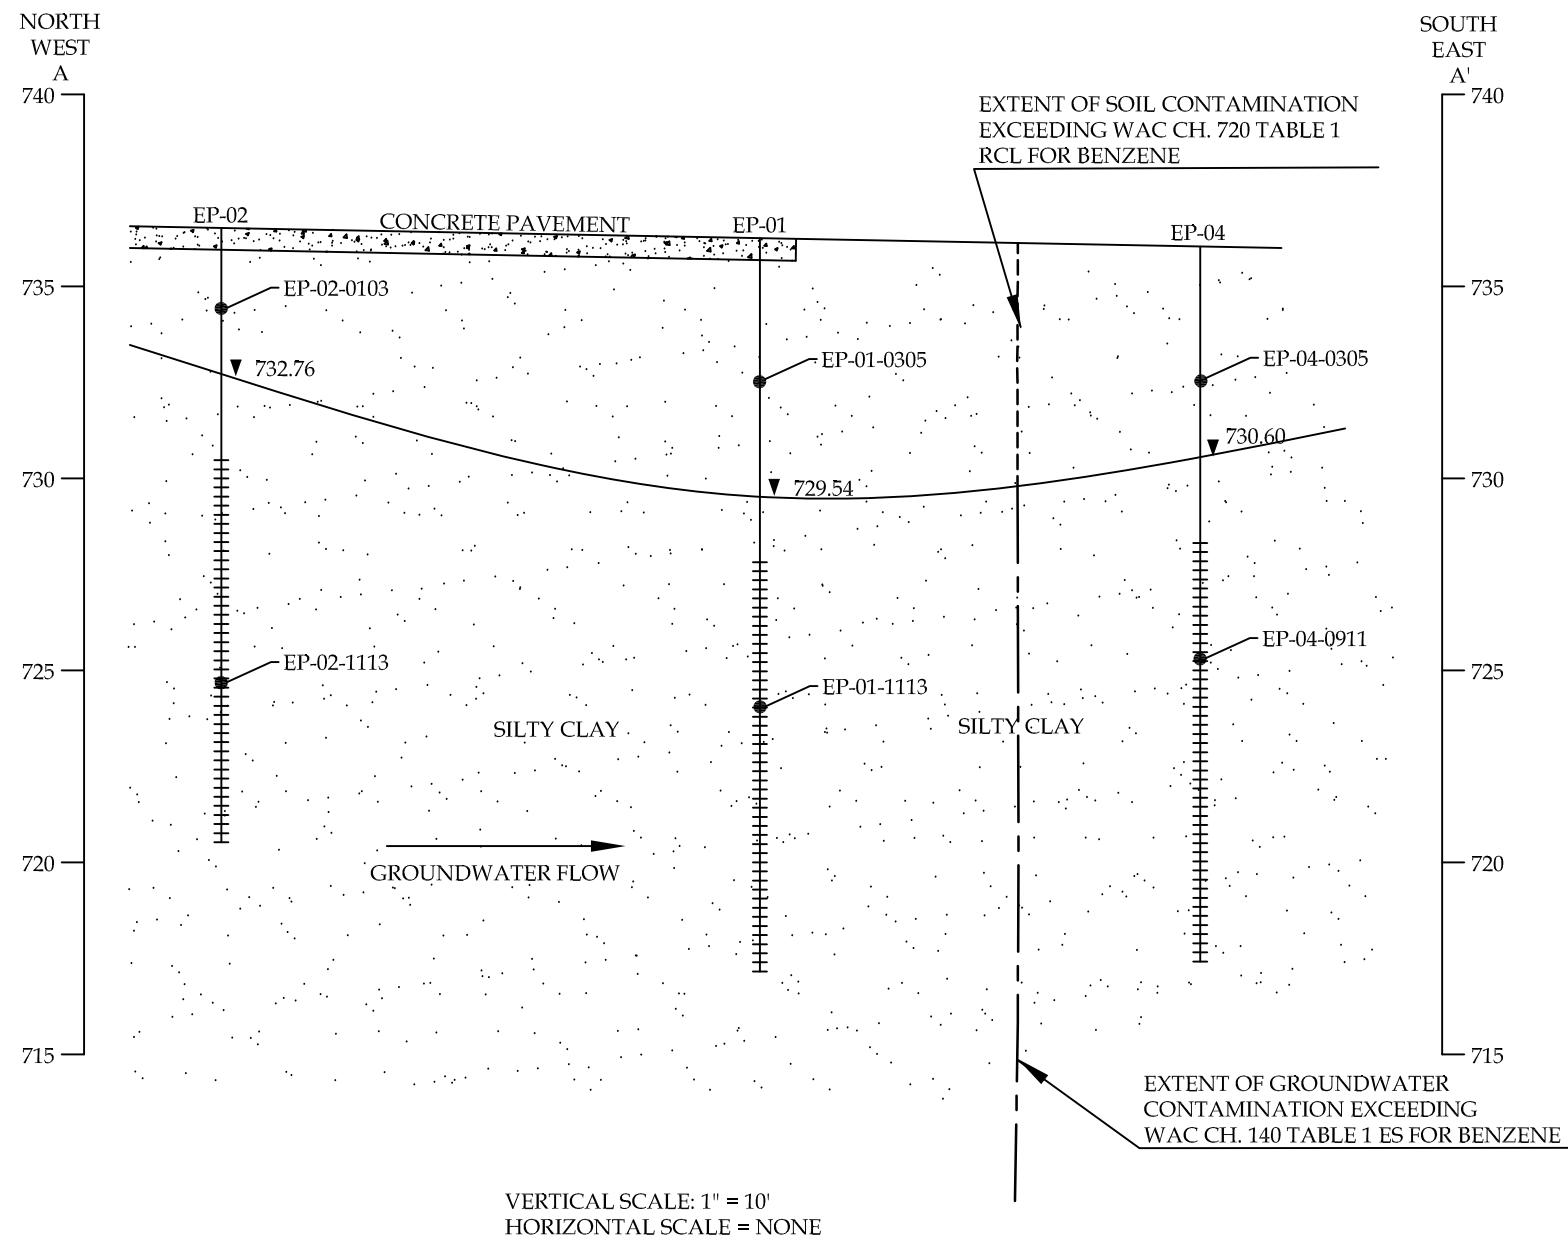 NORTH
WEST
A
SOUTH
EAST
A'
740
740
EXTENT OF SOIL CONTAMINATION
EXCEEDING WAC CH. 720 TABLE 1
RCL FOR BENZENE
EP-02
CONCRETE PAVEMENT
EP-01
EP-04
735
EP-02-0103
735
732.76
EP-01-0305
EP-04-0305
730.60
730
729.54
730
EP-04-0911
725
EP-02-1113
725
EP-01-1113
SILTY CLAY
SILTY CLAY
720
GROUNDWATER FLOW
720
715
715
EXTENT OF GROUNDWATER
CONTAMINATION EXCEEDING
WAC CH. 140 TABLE 1 ES FOR BENZENE
VERTICAL SCALE: 1" = 10'
HORIZONTAL SCALE = NONE